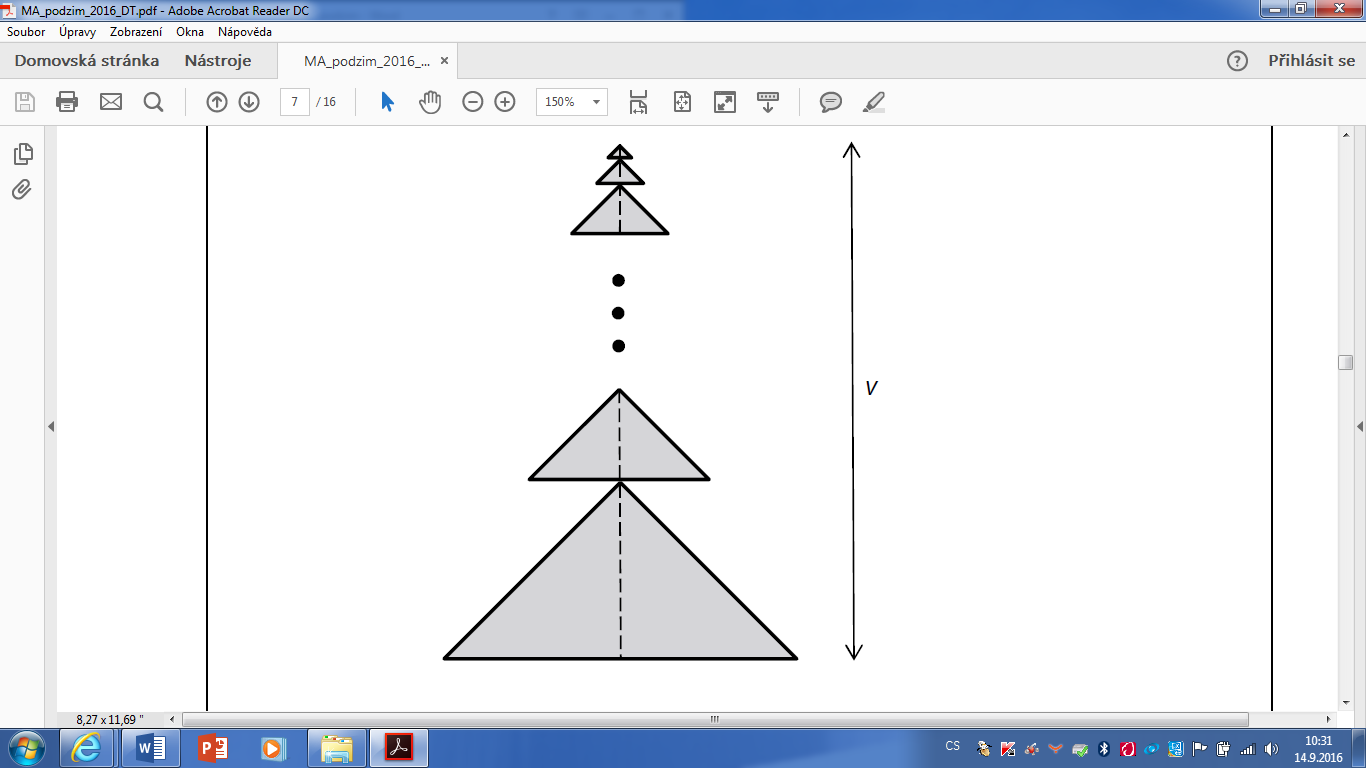 MA_podzim_2016_DT.pdf - Adobe Acrobat Reader DC
Soubor Úpravy Zobrazení Okna Nápověda
Domovská stránka Nástroje MA_podzim_2016_... × ? Přihlásit se
7 / 16 150%
V
8,27 x 11,69 "
CS 10:31
14.9.2016